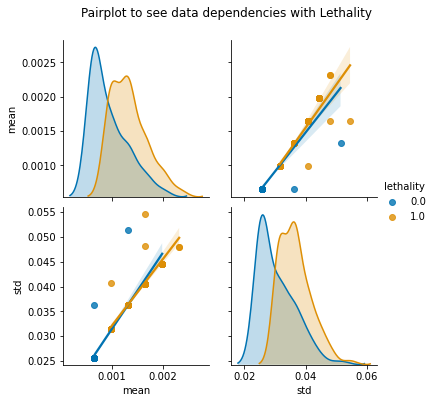 Pairplot to see data dependencies with Lethality
0.0025
0.0020
0.0015
0.0010
mean
lethality
0.0
1.0
0.055
0.050
0.045
0.040
0.035
0.030
0.025
std
0.001 0.002
mean
0.02 0.04 0.06
std